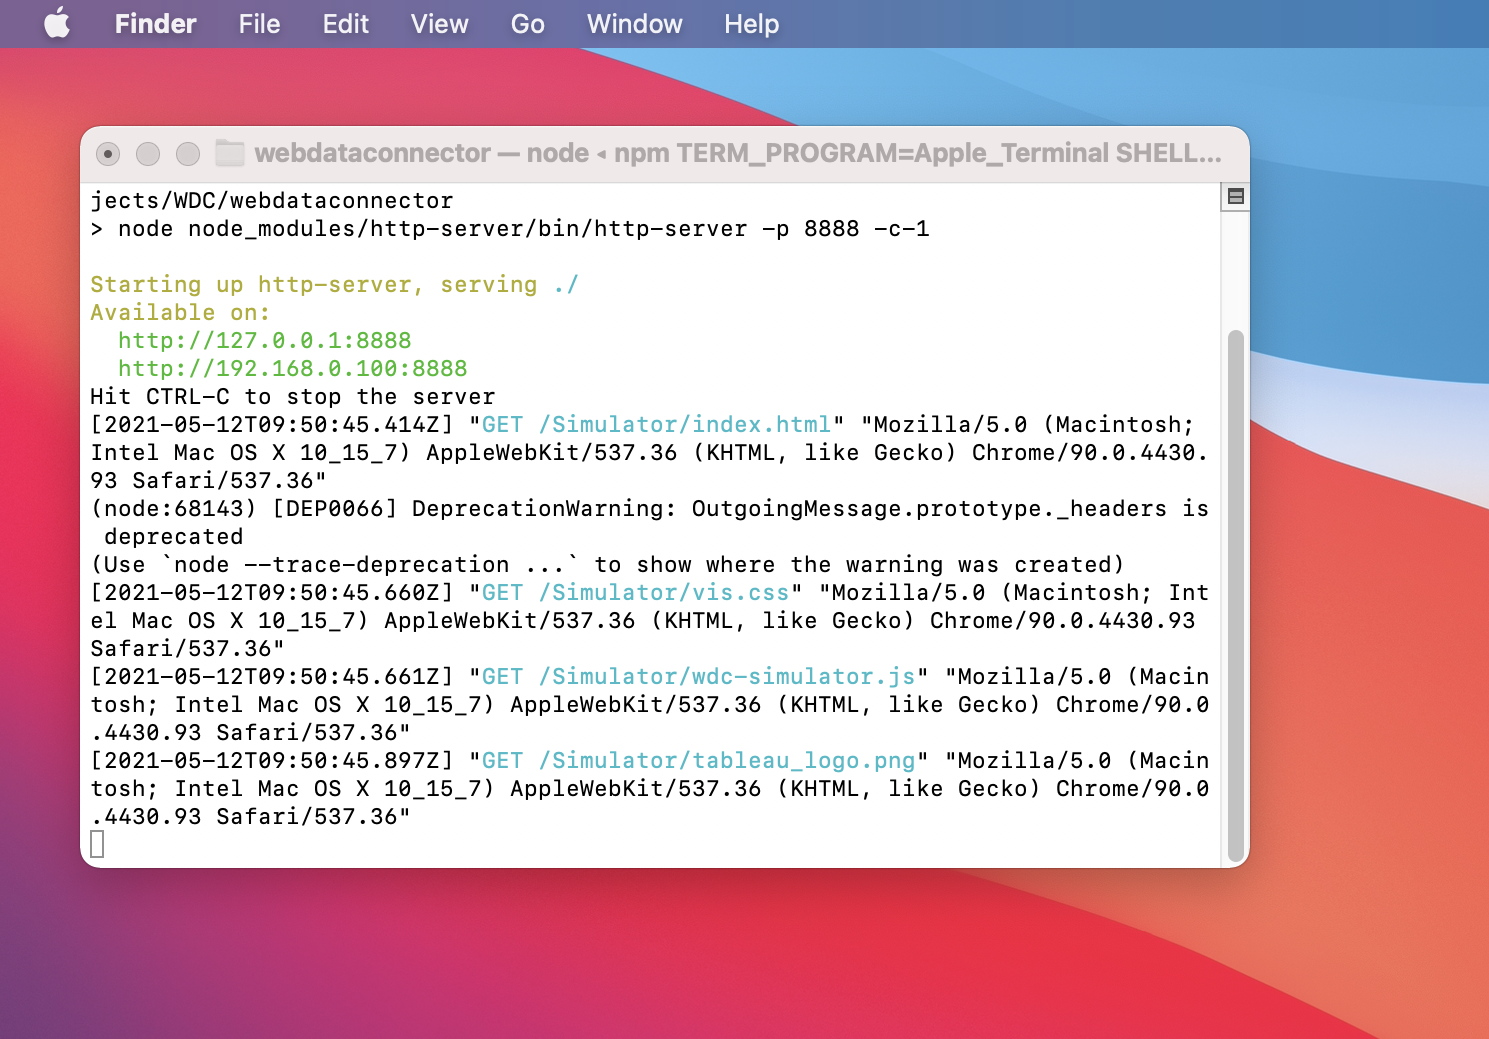 Finder File Edit View Go Window Help
webdataconnector — node ◂ npm TERM_PROGRAM=Apple_Terminal SHELL...
jects/WDC/webdataconnector
> node node_modules/http-server/bin/http-server -p 8888 -c-1
Starting up http-server, serving ./
Available on:
  http://127.0.0.1:8888
  http://192.168.0.100:8888
Hit CTRL-C to stop the server
[2021-05-12T09:50:45.414Z] "GET /Simulator/index.html" "Mozilla/5.0 (Macintosh;
Intel Mac OS X 10_15_7) AppleWebKit/537.36 (KHTML, like Gecko) Chrome/90.0.4430.
93 Safari/537.36"
(node:68143) [DEP0066] DeprecationWarning: OutgoingMessage.prototype._headers is
 deprecated
(Use `node --trace-deprecation ...` to show where the warning was created)
[2021-05-12T09:50:45.660Z] "GET /Simulator/vis.css" "Mozilla/5.0 (Macintosh; Int
el Mac OS X 10_15_7) AppleWebKit/537.36 (KHTML, like Gecko) Chrome/90.0.4430.93
Safari/537.36"
[2021-05-12T09:50:45.661Z] "GET /Simulator/wdc-simulator.js" "Mozilla/5.0 (Macin
tosh; Intel Mac OS X 10_15_7) AppleWebKit/537.36 (KHTML, like Gecko) Chrome/90.0
.4430.93 Safari/537.36"
[2021-05-12T09:50:45.897Z] "GET /Simulator/tableau_logo.png" "Mozilla/5.0 (Macin
tosh; Intel Mac OS X 10_15_7) AppleWebKit/537.36 (KHTML, like Gecko) Chrome/90.0
.4430.93 Safari/537.36"